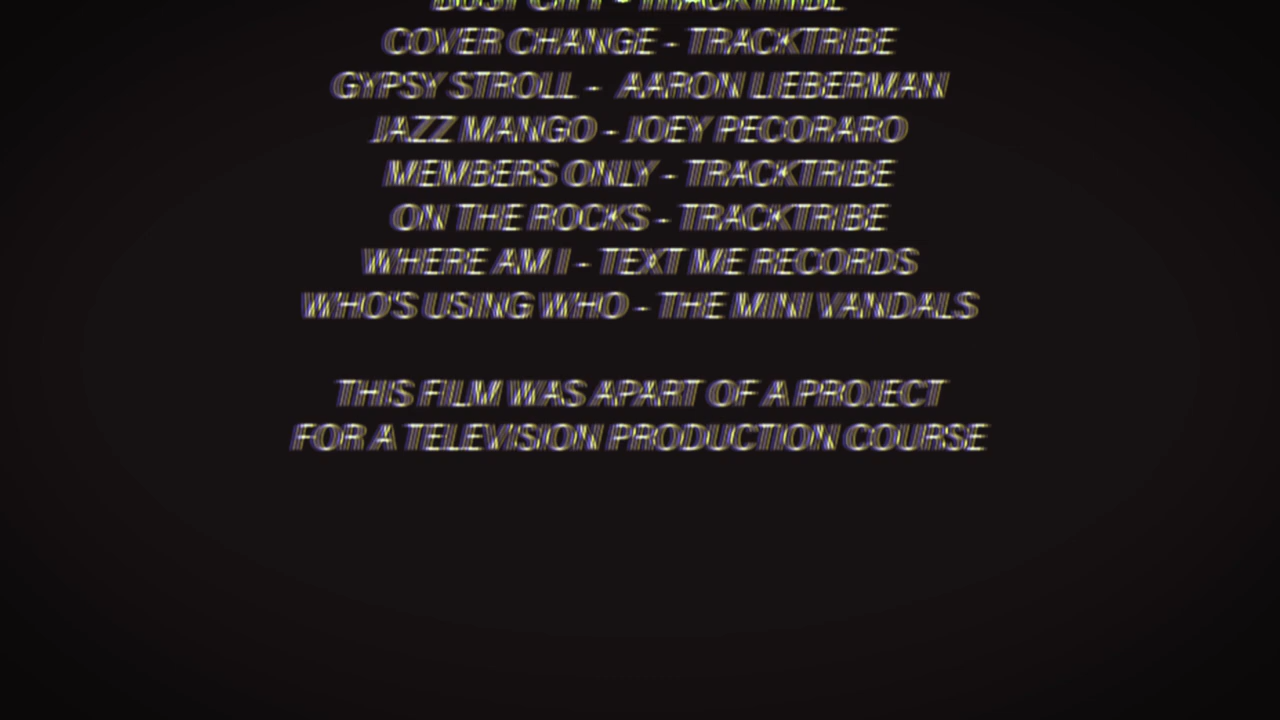 - TRACKTRIBE
COVER CHANGE - TRACKTRIBE
GYPSY STROLL - AARON LIEBERMAN
JAZZ MANGO - JOEY PECORARO
MEMBERS ONLY - TRACKTRIBE
ON THE ROCKS - TRACKTRIBE
WHERE AM I - TEXT ME RECORDS
WHO'S USING WHO - THE MINI VANDALS
THIS FILM WAS APART OF A PROJECT
FOR A TELEVISION PRODUCTION COURSE